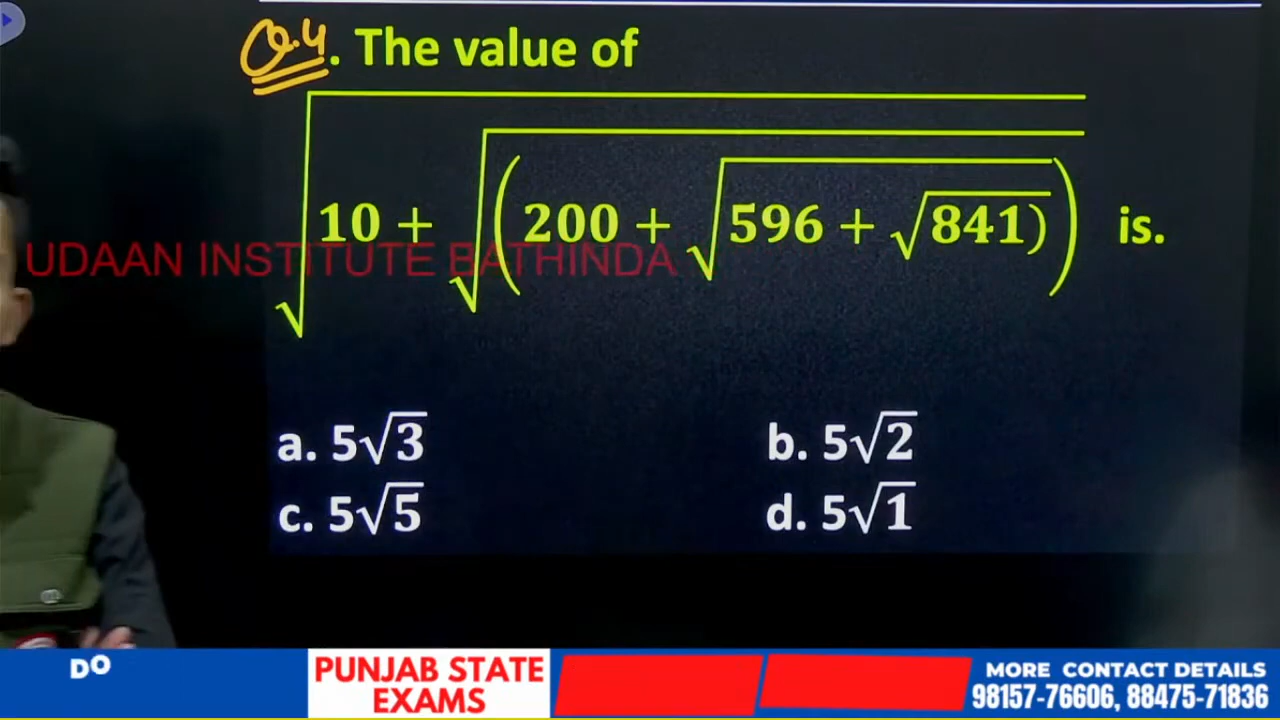 Q.4. The value of
√(10 + √((200 + √(596 + √841)))) is.
UDAAN INSTITUTE BATHINDA
a. 5√3
b. 5√2
c. 5√5
d. 5√1
DO
PUNJAB STATE
EXAMS
MORE CONTACT DETAILS
98157-76606, 88475-71836